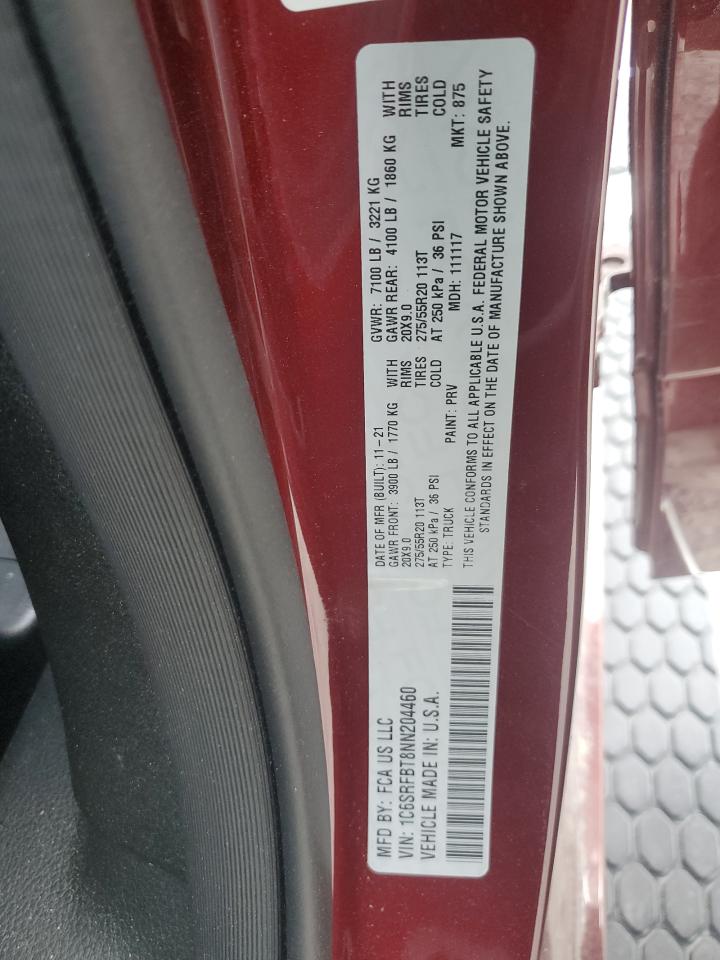 MFD BY: FCA US LLC
VIN: 1C6SRFBT8NN204460
VEHICLE MADE IN: U.S.A.
DATE OF MFR (BUILT): 11-21 GVWR: 7100 LB / 3221 KG
GAWR FRONT: 3900 LB / 1770 KG WITH GAWR REAR: 4100 LB / 1860 KG WITH
20X9.0 RIMS 20X9.0 RIMS
275/55R20 113T TIRES 275/55R20 113T TIRES
AT 250 kPa / 36 PSI COLD AT 250 kPa / 36 PSI COLD
TYPE: TRUCK PAINT: PRV MDH: 111117 MKT: 875
THIS VEHICLE CONFORMS TO ALL APPLICABLE U.S.A. FEDERAL MOTOR VEHICLE SAFETY
STANDARDS IN EFFECT ON THE DATE OF MANUFACTURE SHOWN ABOVE.